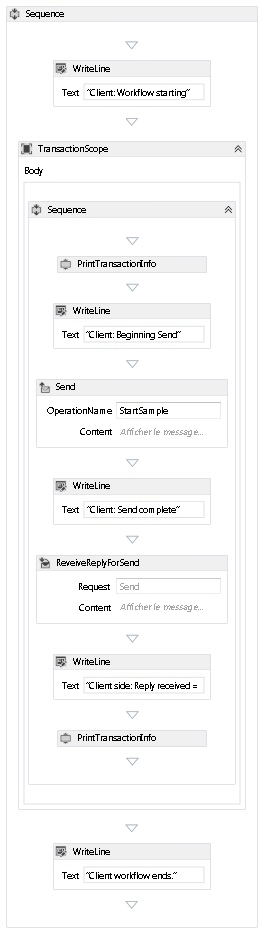 Sequence
WriteLine
Text "Client: Workflow starting"
TransactionScope
Body
Sequence
PrintTransactionInfo
WriteLine
Text "Client: Beginning Send"
Send
OperationName StartSample
Content Afficher le message...
WriteLine
Text "Client: Send complete"
ReveiveReplyForSend
Request Send
Content Afficher le message...
WriteLine
Text "Client side: Reply received =
PrintTransactionInfo
WriteLine
Text "Client workflow ends."